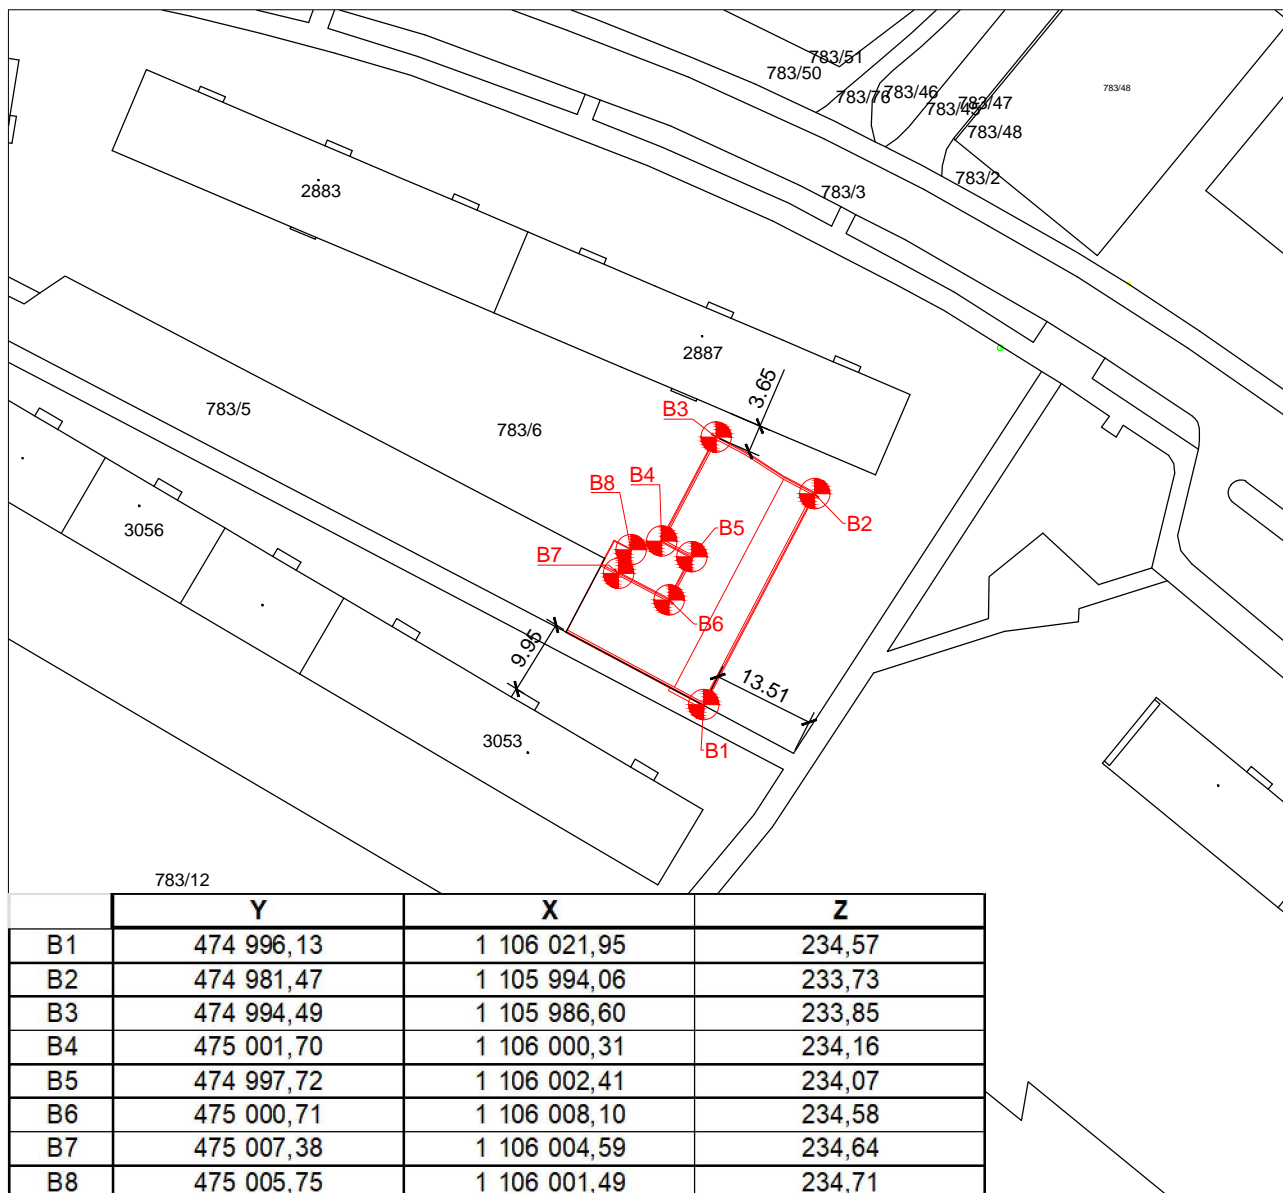 783/51
783/50
783/48
783/76
783/46
783/45
783/47
783/48
783/2
783/3
2883
2887
3.65
B3
783/5
783/6
B8
B4
B2
B5
3056
B7
B6
9.95
13.51
3053
B1
783/12
Y X Z
B1 474 996,13 1 106 021,95 234,57
B2 474 981,47 1 105 994,06 233,73
B3 474 994,49 1 105 986,60 233,85
B4 475 001,70 1 106 000,31 234,16
B5 474 997,72 1 106 002,41 234,07
B6 475 000,71 1 106 008,10 234,58
B7 475 007,38 1 106 004,59 234,64
B8 475 005,75 1 106 001,49 234,71